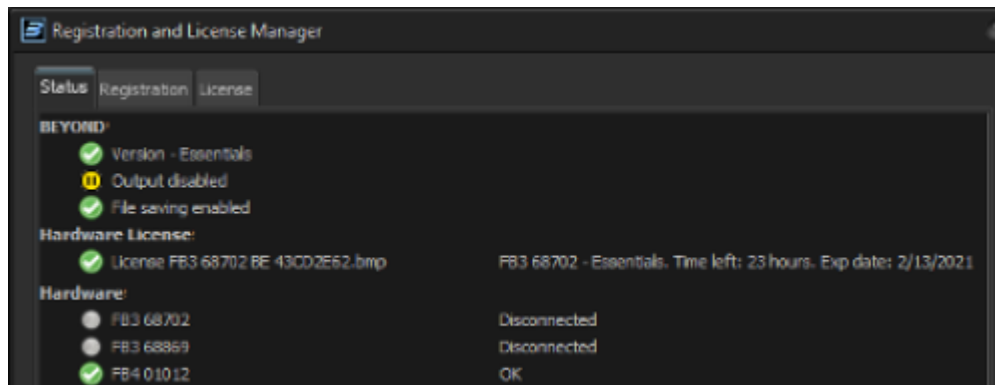 Registration and License Manager
Status Registration License
BEYOND:
Version - Essentials
Output disabled
File saving enabled
Hardware License:
License FB3 68702 BE 43CD2E62.bmp FB3 68702 - Essentials. Time left: 23 hours. Exp date: 2/13/2021
Hardware:
FB3 68702 Disconnected
FB3 68869 Disconnected
FB4 01012 OK